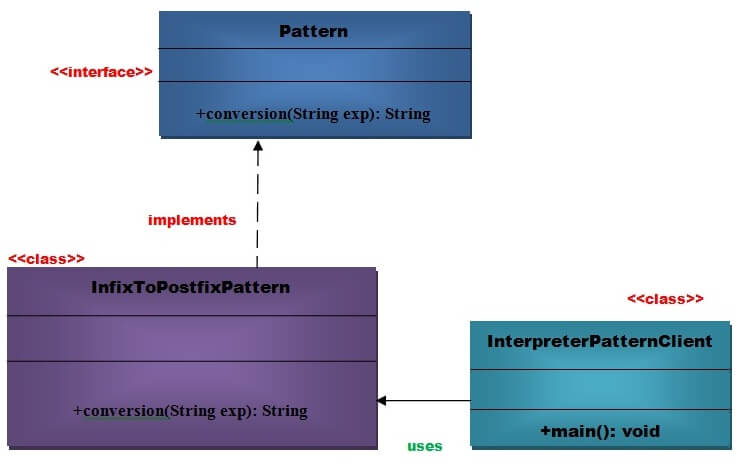 Pattern
<<interface>>
+conversion(String exp): String
implements
<<class>>
InfixToPostfixPattern
<<class>>
InterpreterPatternClient
+conversion(String exp): String
+main(): void
uses